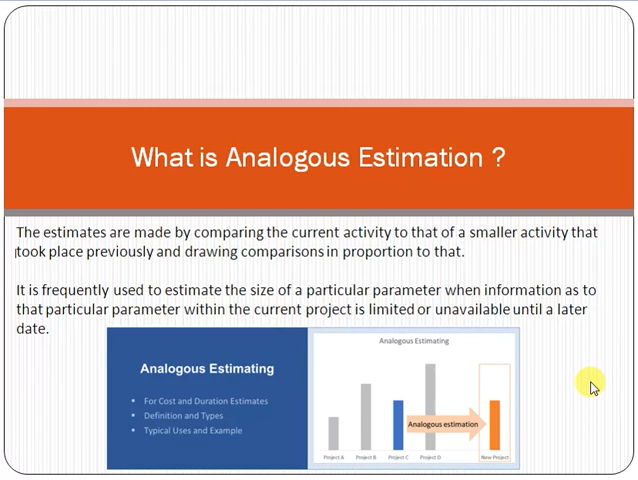 What is Analogous Estimation ?
The estimates are made by comparing the current activity to that of a smaller activity that
took place previously and drawing comparisons in proportion to that.
It is frequently used to estimate the size of a particular parameter when information as to
that particular parameter within the current project is limited or unavailable until a later
date.
Analogous Estimating
• For Cost and Duration Estimates
• Definition and Types
• Typical Uses and Example
Analogous Estimating
Analogous estimation
Project A Project B Project C Project D New Project